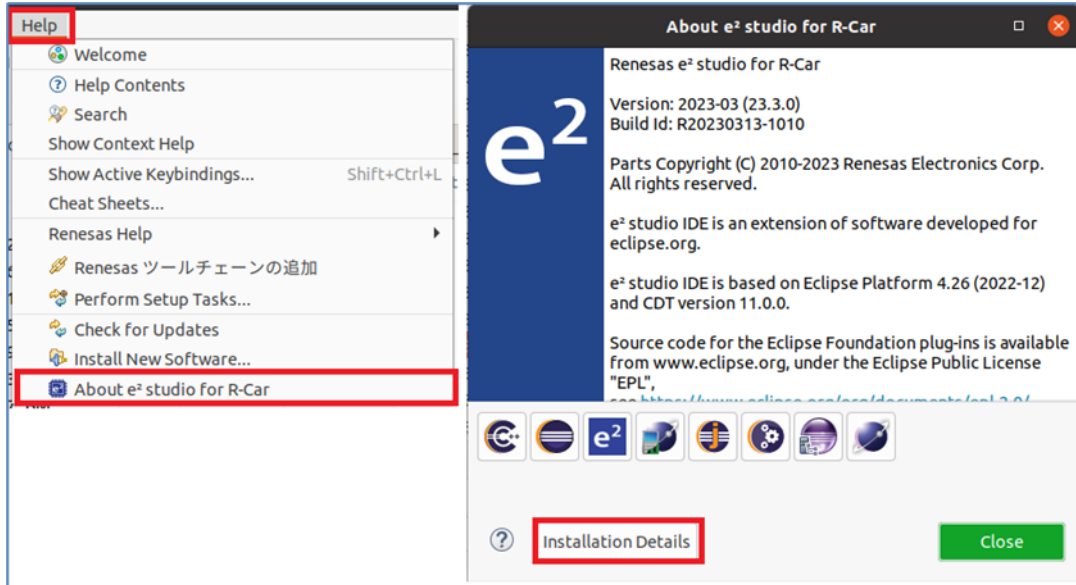 Help
Welcome
Help Contents
Search
Show Context Help
Show Active Keybindings... Shift+Ctrl+L
Cheat Sheets...
Renesas Help
Renesas ツールチェーンの追加
Perform Setup Tasks...
Check for Updates
Install New Software...
About e² studio for R-Car
About e² studio for R-Car
e²
Renesas e² studio for R-Car
Version: 2023-03 (23.3.0)
Build Id: R20230313-1010
Parts Copyright (C) 2010-2023 Renesas Electronics Corp.
All rights reserved.
e² studio IDE is an extension of software developed for
eclipse.org.
e² studio IDE is based on Eclipse Platform 4.26 (2022-12)
and CDT version 11.0.0.
Source code for the Eclipse Foundation plug-ins is available
from www.eclipse.org, under the Eclipse Public License
"EPL",
e²
Installation Details
Close